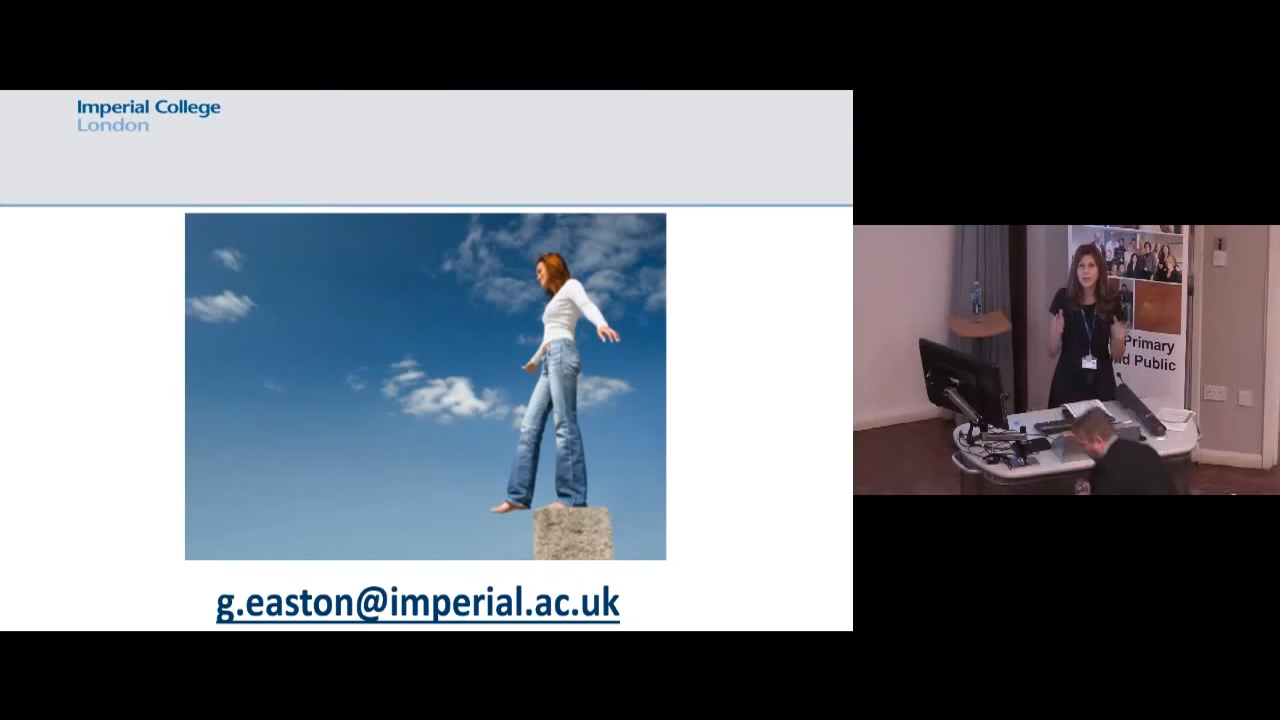 Imperial College
London
g.easton@imperial.ac.uk
Primary
d Public